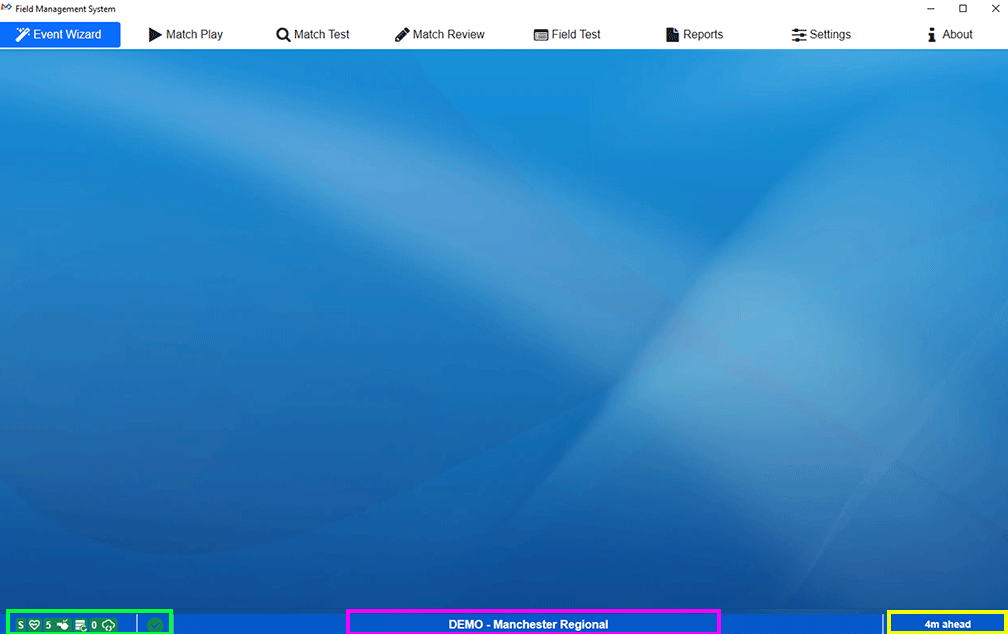 Field Management System
Event Wizard Match Play Match Test Match Review Field Test Reports Settings About
S 5 0 DEMO - Manchester Regional 4m ahead